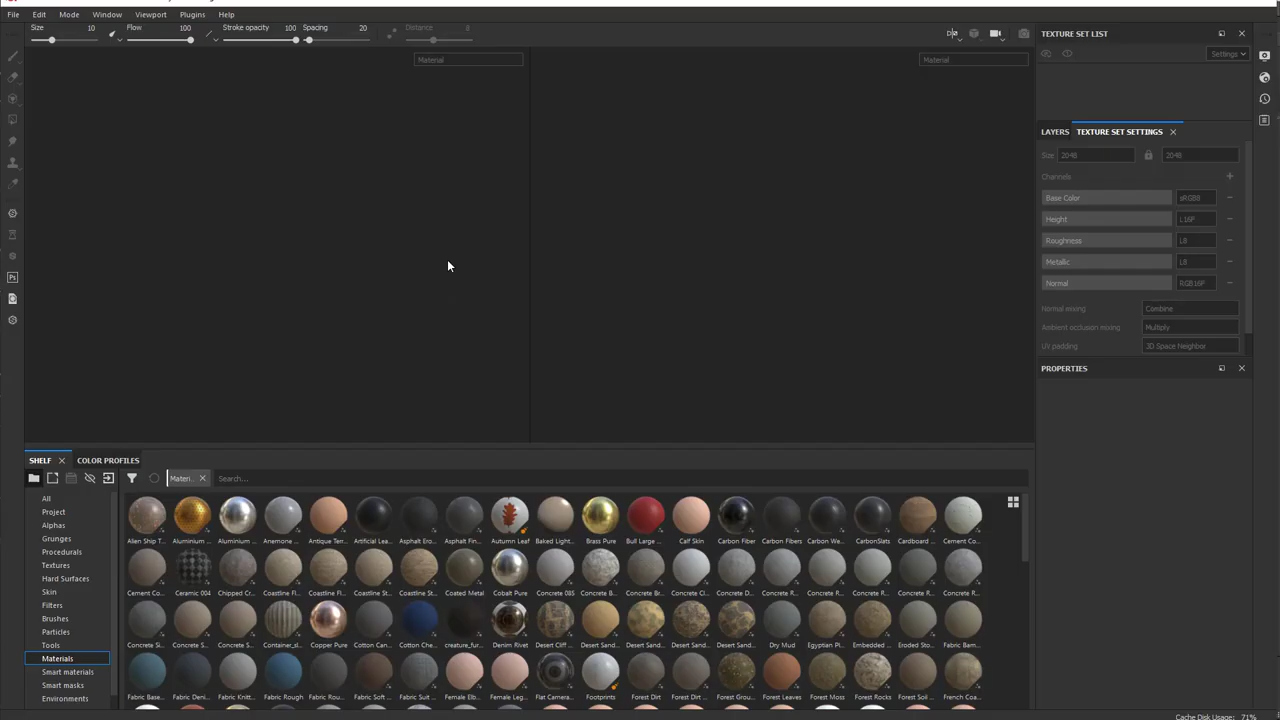 File Edit Mode Window Viewport Plugins Help
Size 10 Flow 100 Stroke opacity 100 Spacing 20 Distance 8
TEXTURE SET LIST
Settings
Material
Material
LAYERS TEXTURE SET SETTINGS
Size 2048 2048
Channels
Base Color sRGB8
Height L16F
Roughness L8
Metallic L8
Normal RGB16F
Normal mixing Combine
Ambient occlusion mixing Multiply
UV padding 3D Space Neighbor
PROPERTIES
Ps
SHELF COLOR PROFILES
Materi... Search...
All
Project
Alphas
Grunges
Procedurals
Textures
Hard Surfaces
Skin
Filters
Brushes
Particles
Tools
Materials
Smart materials
Smart masks
Environments
Alien Ship T... Aluminium ... Aluminium ... Anemone ... Antique Terr... Artificial Lea... Asphalt Ero... Asphalt Fin... Autumn Leaf Baked Light... Brass Pure Bull Large ... Calf Skin Carbon Fiber Carbon Fibers Carbon We... CarbonSlats Cardboard ... Cement Co...
Cement Co... Ceramic 004 Chipped Cr... Coastline Fl... Coastline Fl... Coastline St... Coastline St... Coated Metal Cobalt Pure Concrete 085 Concrete B... Concrete Br... Concrete Cl... Concrete D... Concrete R... Concrete R... Concrete R... Concrete R... Concrete R...
Concrete Si... Concrete S... Concrete S... Container_s... Copper Pure Cotton Can... Cotton Che... creature_fur... Denim Rivet Desert Cliff ... Desert Sand... Desert Sand... Desert Sand... Desert Sand... Dry Mud Egyptian Pl... Embedded ... Eroded Ston... Fabric Bam...
Fabric Base... Fabric Deni... Fabric Knitt... Fabric Rough Fabric Rou... Fabric Soft ... Fabric Suit ... Female Elb... Female Leg... Flat Camera... Footprints Forest Dirt Forest Dirt ... Forest Grou... Forest Leaves Forest Moss Forest Rocks Forest Soil ... French Coa...
Cache Disk Usage: 71%